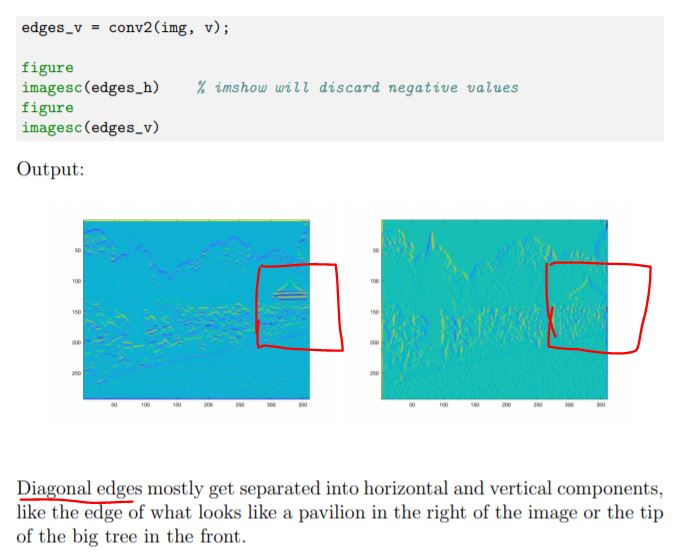 edges_v = conv2(img, v);
figure
imagesc(edges_h)    % imshow will discard negative values
figure
imagesc(edges_v)
Output:
50
100
150
200
250
50 100 150 200 250 300 350
50
100
150
200
250
50 100 150 200 250 300 350
Diagonal edges mostly get separated into horizontal and vertical components,
like the edge of what looks like a pavilion in the right of the image or the tip
of the big tree in the front.